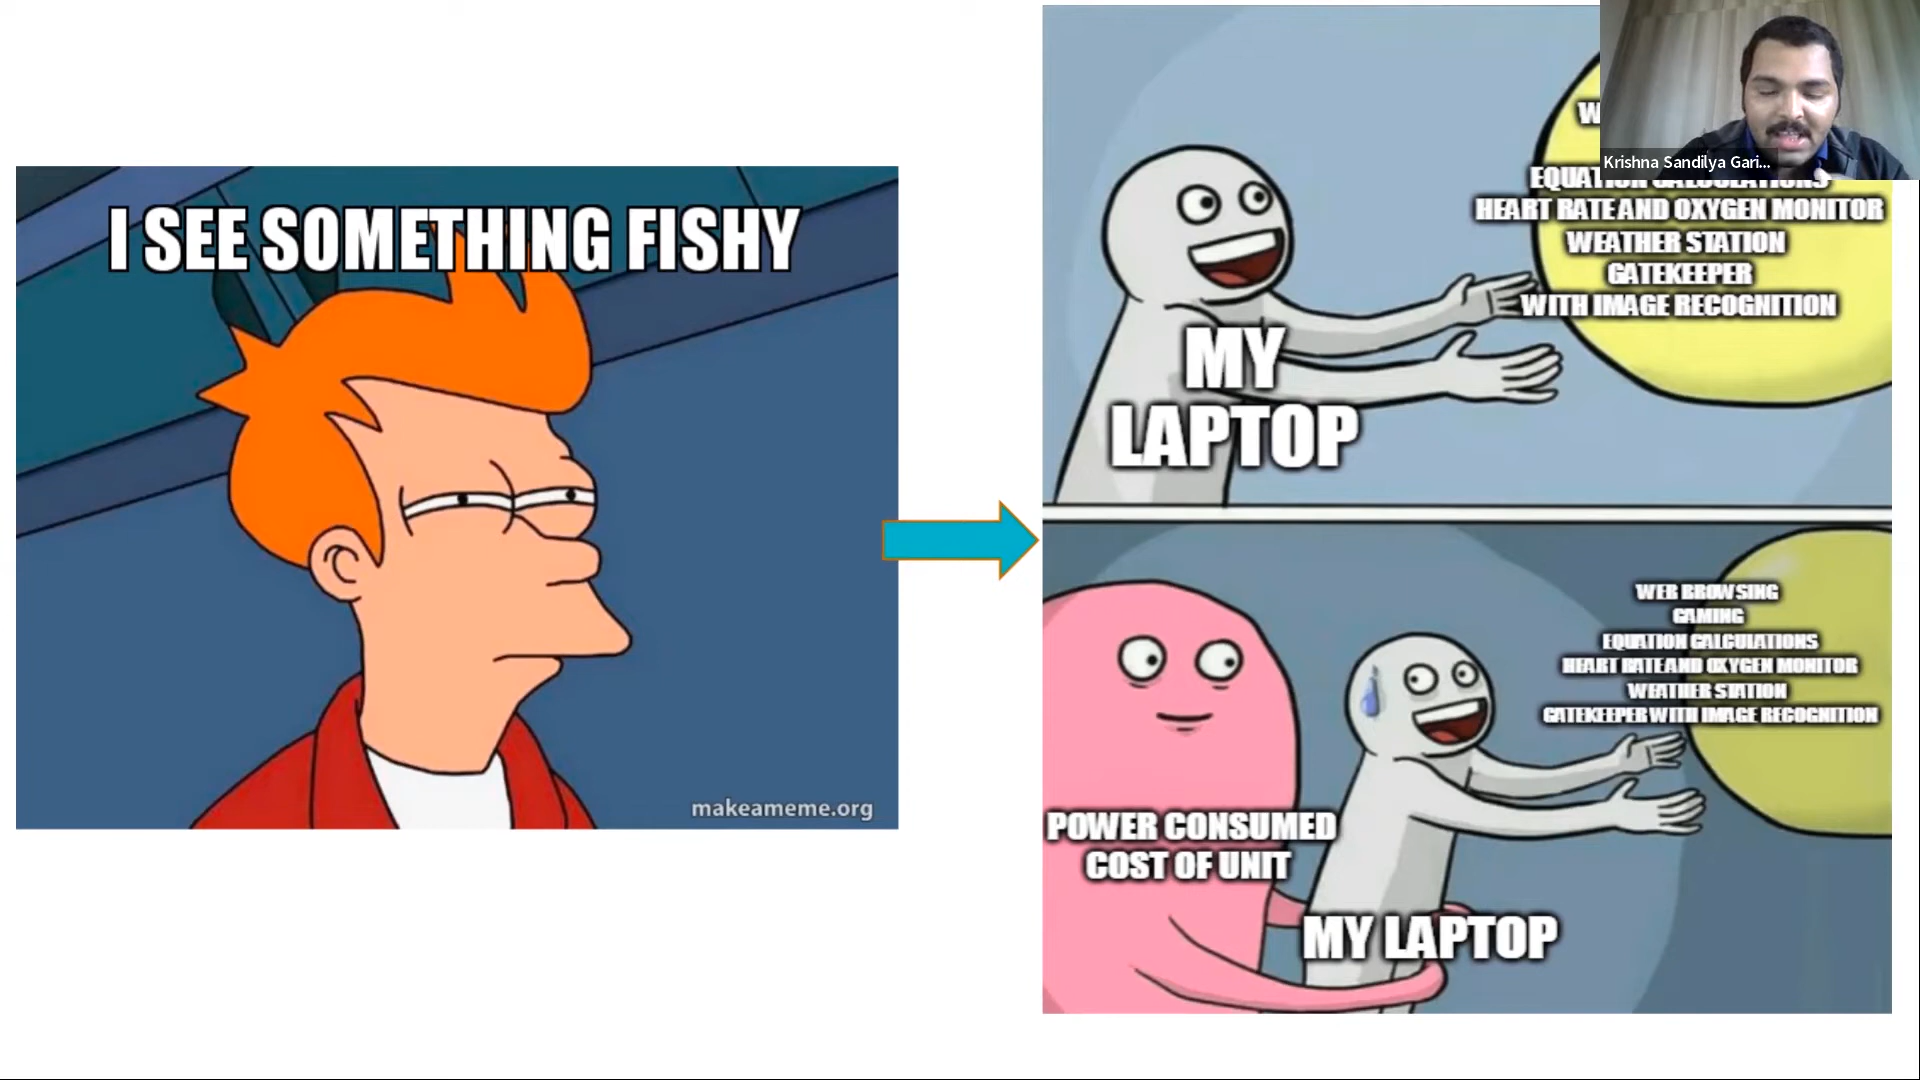 I SEE SOMETHING FISHY
makeameme.org
Krishna Sandilya Gari...
EQUATION CALCULATIONS
HEART RATE AND OXYGEN MONITOR
WEATHER STATION
GATEKEEPER
WITH IMAGE RECOGNITION
MY
LAPTOP
WEB BROWSING
GAMING
EQUATION CALCULATIONS
HEART RATE AND OXYGEN MONITOR
WEATHER STATION
GATEKEEPER WITH IMAGE RECOGNITION
POWER CONSUMED
COST OF UNIT
MY LAPTOP